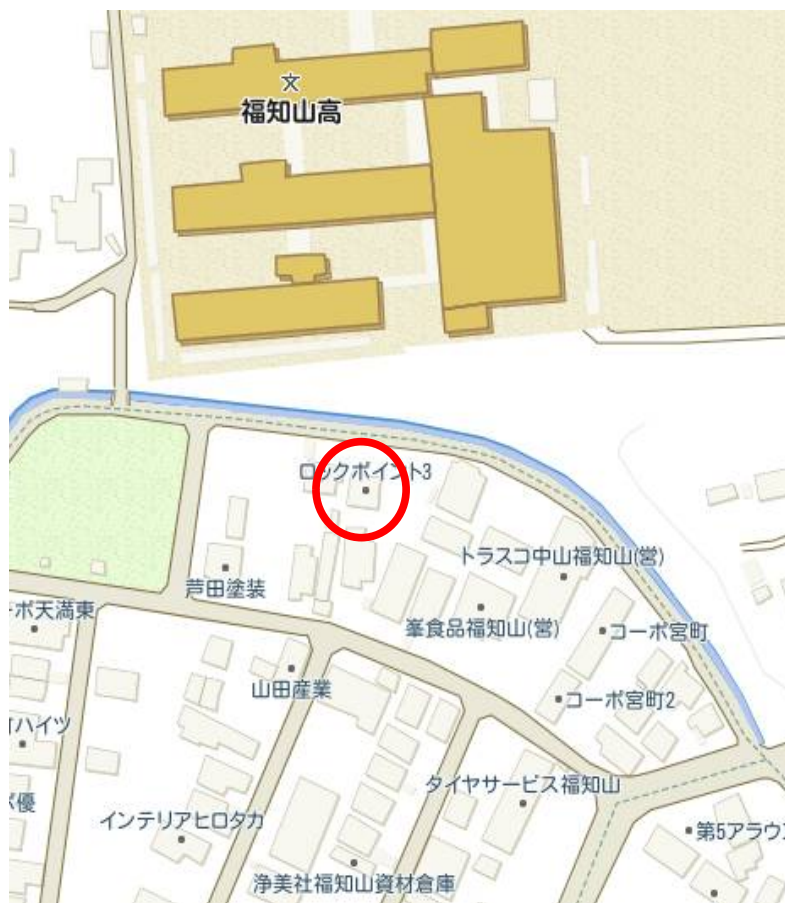 文
福知山高
ロックポイント3
トラスコ中山福知山(営)
芦田塗装
ーポ天満東
峯食品福知山(営)
コーポ宮町
山田産業
コーポ宮町2
ハイツ
タイヤサービス福知山
優
インテリアヒロタカ
第5アラウ
浄美社福知山資材倉庫